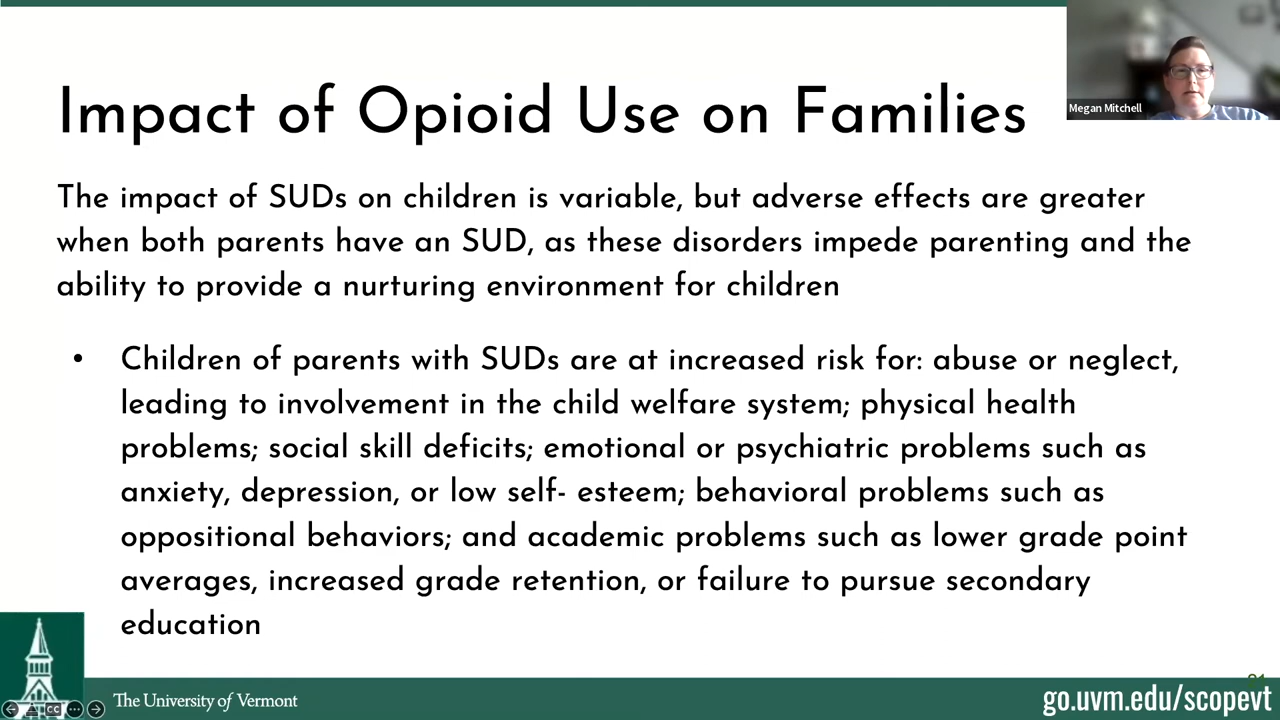 Megan Mitchell
Impact of Opioid Use on Families
The impact of SUDs on children is variable, but adverse effects are greater
when both parents have an SUD, as these disorders impede parenting and the
ability to provide a nurturing environment for children
• Children of parents with SUDs are at increased risk for: abuse or neglect,
leading to involvement in the child welfare system; physical health
problems; social skill deficits; emotional or psychiatric problems such as
anxiety, depression, or low self- esteem; behavioral problems such as
oppositional behaviors; and academic problems such as lower grade point
averages, increased grade retention, or failure to pursue secondary
education
CC
The University of Vermont
go.uvm.edu/scopevt